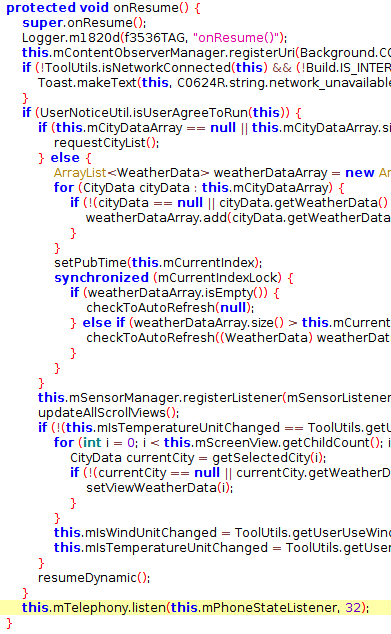 protected void onResume() {
super.onResume();
Logger.m1820d(f3536TAG, "onResume()");
this.mContentObserverManager.registerUri(Background.CO
if (!ToolUtils.isNetworkConnected(this) && (!Build.IS_INTER
Toast.makeText(this, C0624R.string.network_unavailable
}
if (UserNoticeUtil.isUserAgreeToRun(this)) {
if (this.mCityDataArray == null || this.mCityDataArray.si
requestCityList();
} else {
ArrayList<WeatherData> weatherDataArray = new Ar
for (CityData cityData : this.mCityDataArray) {
if (!(cityData == null || cityData.getWeatherData()
weatherDataArray.add(cityData.getWeatherData
}
}
setPubTime(this.mCurrentIndex);
synchronized (mCurrentIndexLock) {
if (weatherDataArray.isEmpty()) {
checkToAutoRefresh(null);
} else if (weatherDataArray.size() > this.mCurrent
checkToAutoRefresh((WeatherData) weatherDat
}
}
}
this.mSensorManager.registerListener(mSensorListener
updateAllScrollViews();
if (!(this.mIsTemperatureUnitChanged == ToolUtils.getU
for (int i = 0; i < this.mScreenView.getChildCount(); i
CityData currentCity = getSelectedCity(i);
if (!(currentCity == null || currentCity.getWeatherD
setViewWeatherData(i);
}
}
this.mIsWindUnitChanged = ToolUtils.getUserUseWind
this.mIsTemperatureUnitChanged = ToolUtils.getUser
}
resumeDynamic();
}
this.mTelephony.listen(this.mPhoneStateListener, 32);
}